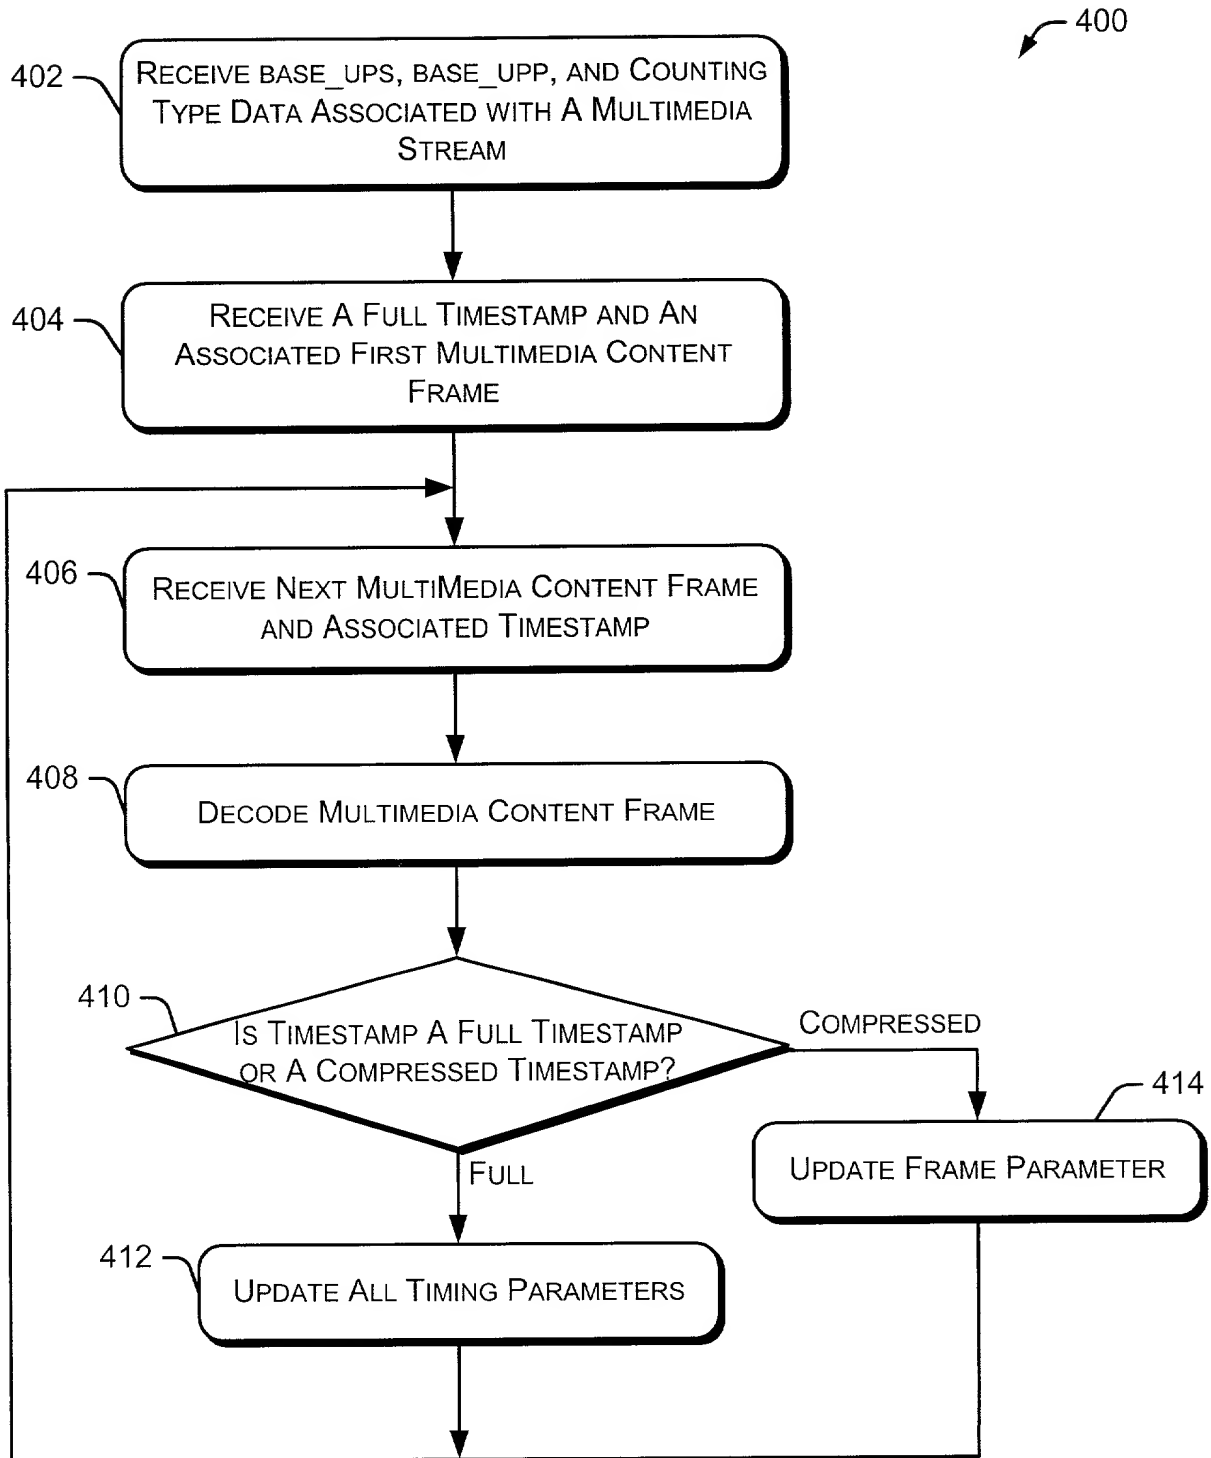 400
402
RECEIVE BASE_UPS, BASE_UPP, AND COUNTING
TYPE DATA ASSOCIATED WITH A MULTIMEDIA
STREAM
404
RECEIVE A FULL TIMESTAMP AND AN
ASSOCIATED FIRST MULTIMEDIA CONTENT
FRAME
406
RECEIVE NEXT MULTIMEDIA CONTENT FRAME
AND ASSOCIATED TIMESTAMP
408
DECODE MULTIMEDIA CONTENT FRAME
410
IS TIMESTAMP A FULL TIMESTAMP
OR A COMPRESSED TIMESTAMP?
COMPRESSED
414
UPDATE FRAME PARAMETER
FULL
412
UPDATE ALL TIMING PARAMETERS